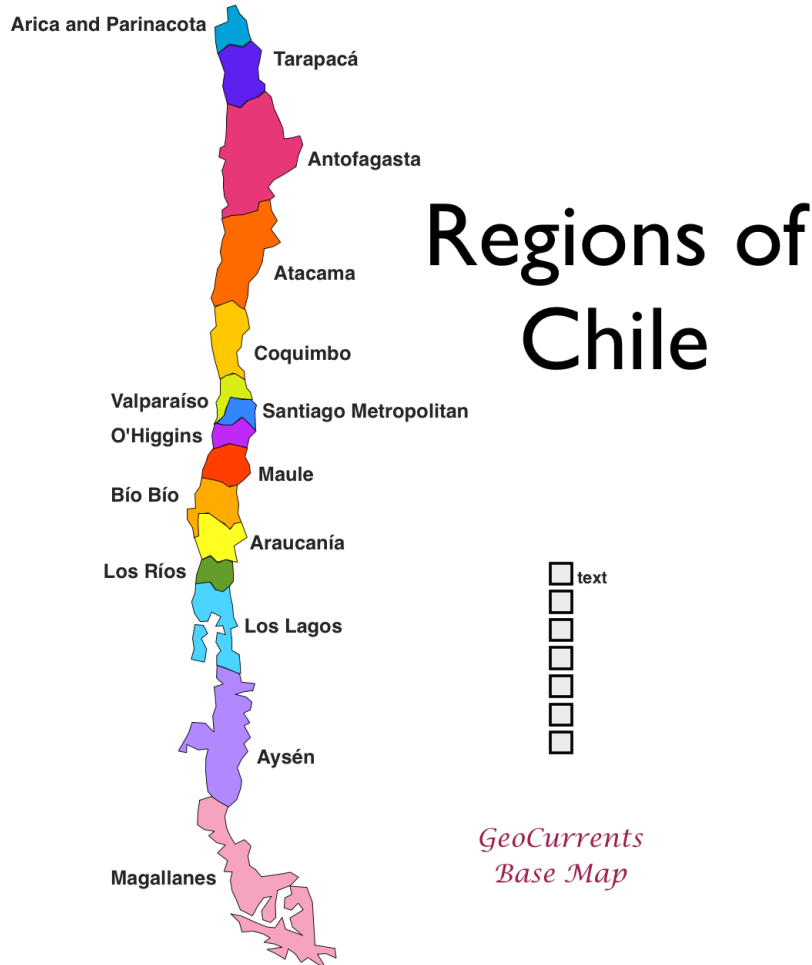 Arica and Parinacota
Tarapacá
Antofagasta
Regions of
Chile
Atacama
Coquimbo
Valparaíso
Santiago Metropolitan
O'Higgins
Maule
Bío Bío
Araucanía
Los Ríos
text
Los Lagos
Aysén
GeoCurrents
Base Map
Magallanes